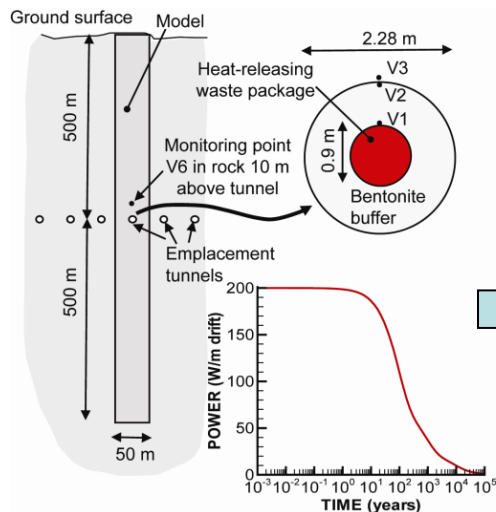 Ground surface
Model
500 m
500 m
Monitoring point
V6 in rock 10 m
above tunnel
Emplacement
tunnels
50 m
2.28 m
V3
V2
V1
Heat-releasing
waste package
0.9 m
Bentonite
buffer
POWER (W/m drift)
200
150
100
50
0
10-3 10-2 10-1 100 101 102 103 104 105
TIME (years)